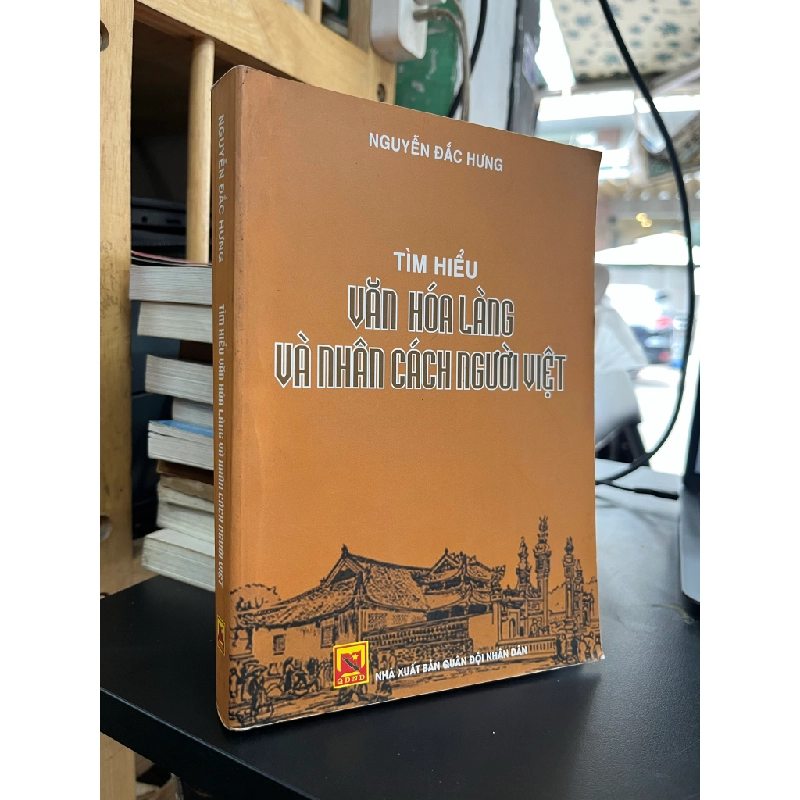 NGUYỄN ĐẮC HƯNG
TÌM HIỂU
VĂN HÓA LÀNG
VÀ NHÂN CÁCH NGƯỜI VIỆT
QĐND
NHÀ XUẤT BẢN QUÂN ĐỘI NHÂN DÂN
NGUYỄN ĐẮC HƯNG
TÌM HIỂU VĂN HÓA LÀNG VÀ NHÂN CÁCH NGƯỜI VIỆT